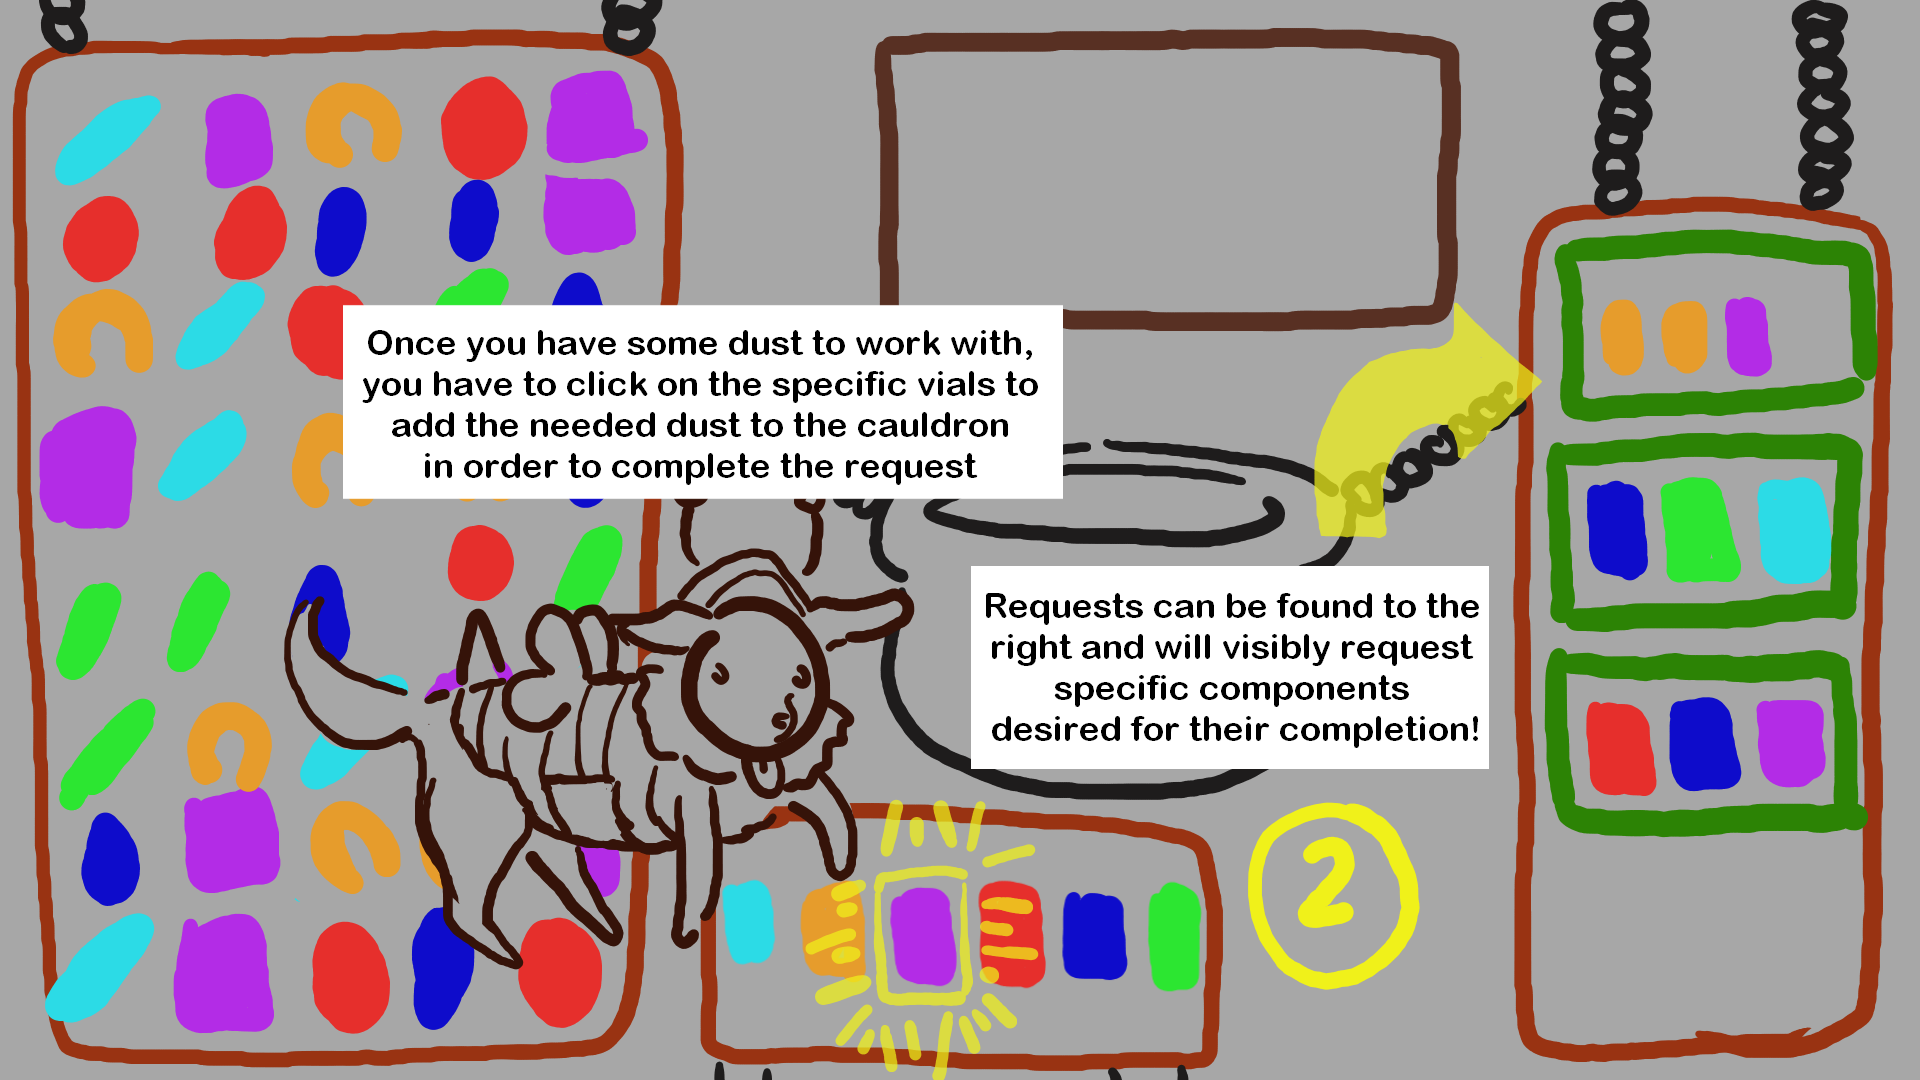 Once you have some dust to work with,
you have to click on the specific vials to
add the needed dust to the cauldron
in order to complete the request
Requests can be found to the
right and will visibly request
specific components
desired for their completion!
2